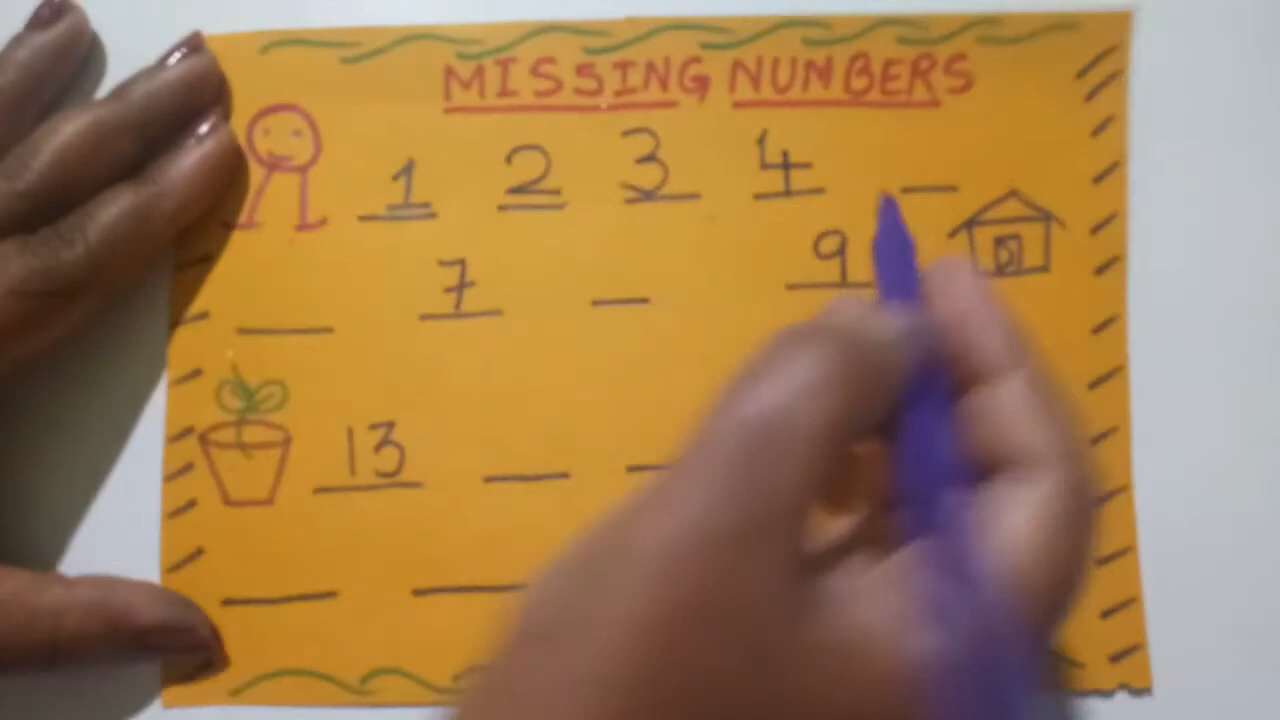 MISSING NUNBERS
1 2 3 4 _
_ 7 _ 9
13 _ _
_ _